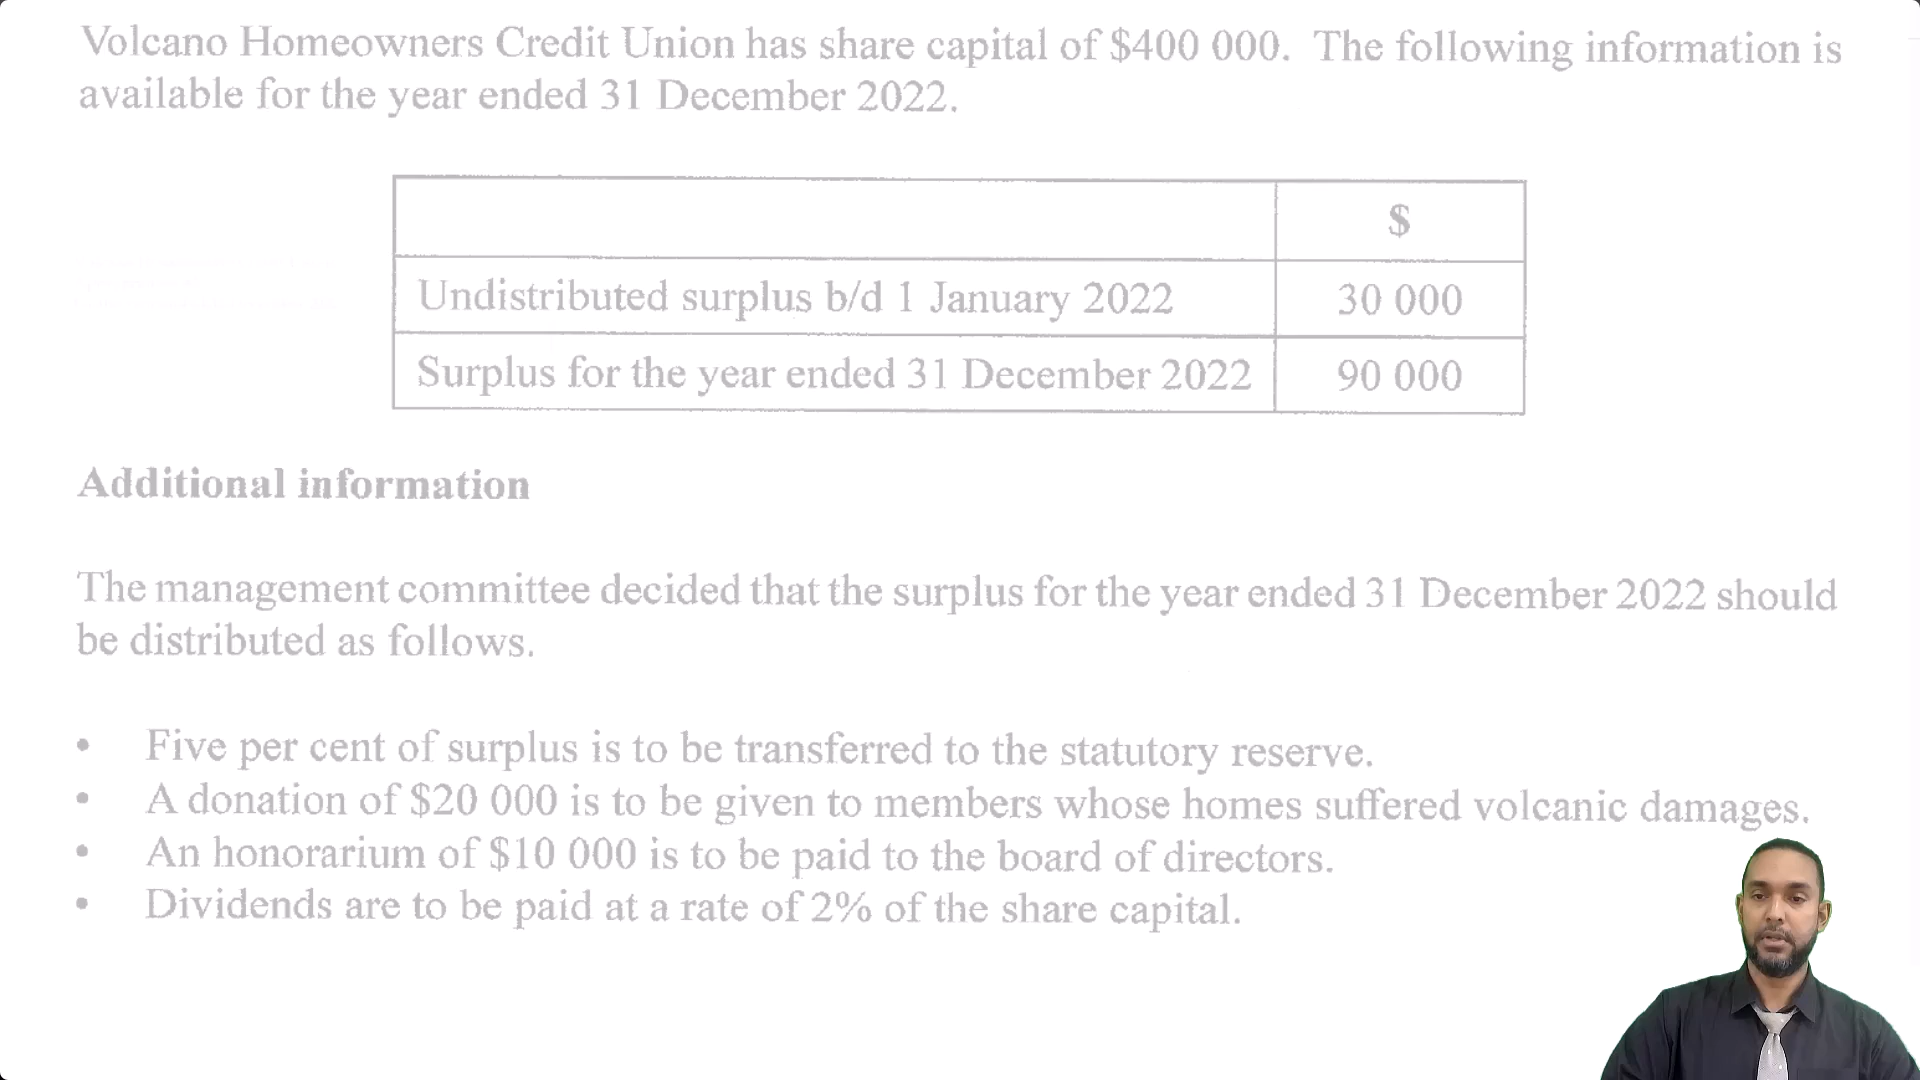 Volcano Homeowners Credit Union has share capital of $400 000. The following information is
available for the year ended 31 December 2022.
$
Undistributed surplus b/d 1 January 2022 30 000
Surplus for the year ended 31 December 2022 90 000
Additional information
The management committee decided that the surplus for the year ended 31 December 2022 should
be distributed as follows.
• Five per cent of surplus is to be transferred to the statutory reserve.
• A donation of $20 000 is to be given to members whose homes suffered volcanic damages.
• An honorarium of $10 000 is to be paid to the board of directors.
• Dividends are to be paid at a rate of 2% of the share capital.